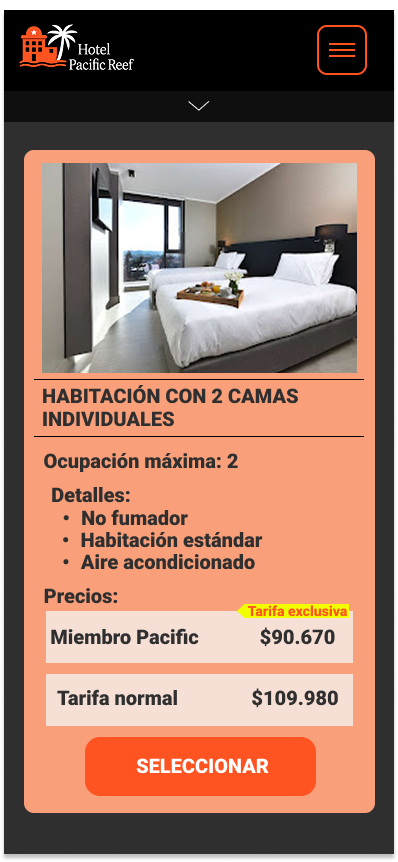 Hotel
Pacific Reef
HABITACIÓN CON 2 CAMAS
INDIVIDUALES
Ocupación máxima: 2
Detalles:
• No fumador
• Habitación estándar
• Aire acondicionado
Precios:
Tarifa exclusiva
Miembro Pacific $90.670
Tarifa normal $109.980
SELECCIONAR